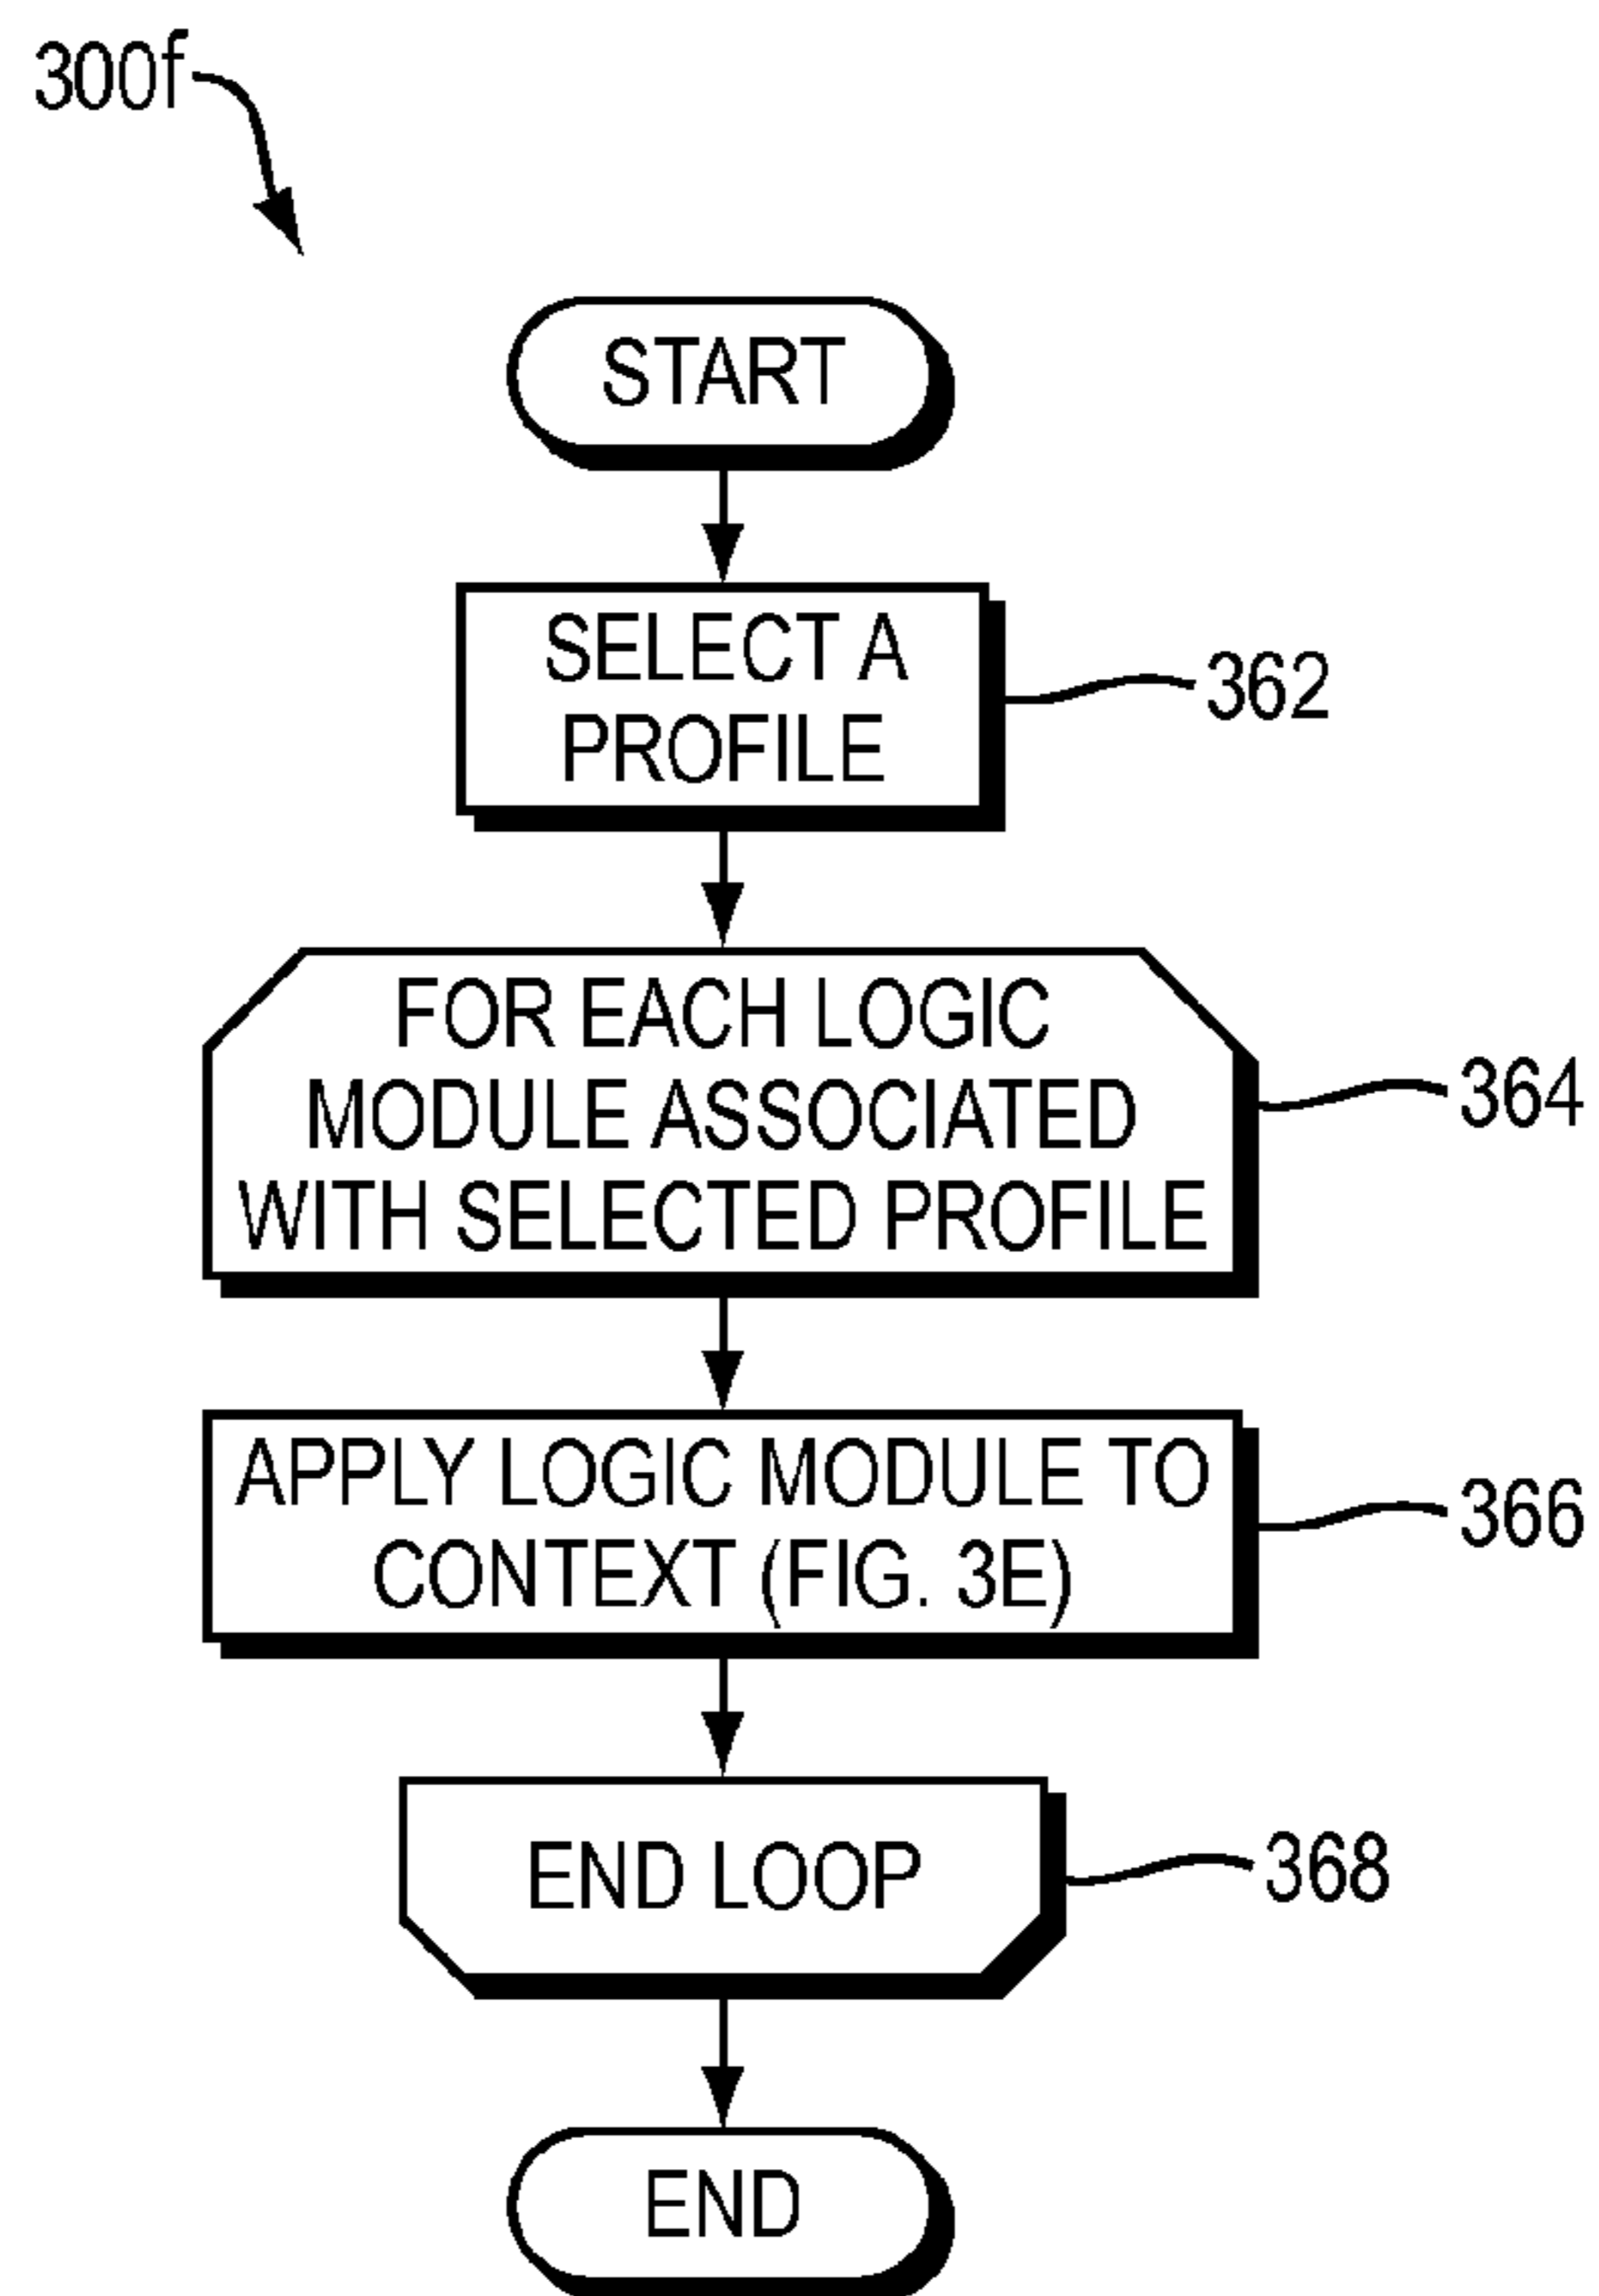 300f
START
SELECT A
PROFILE
362
FOR EACH LOGIC
MODULE ASSOCIATED
WITH SELECTED PROFILE
364
APPLY LOGIC MODULE TO
CONTEXT (FIG. 3E)
366
END LOOP
368
END